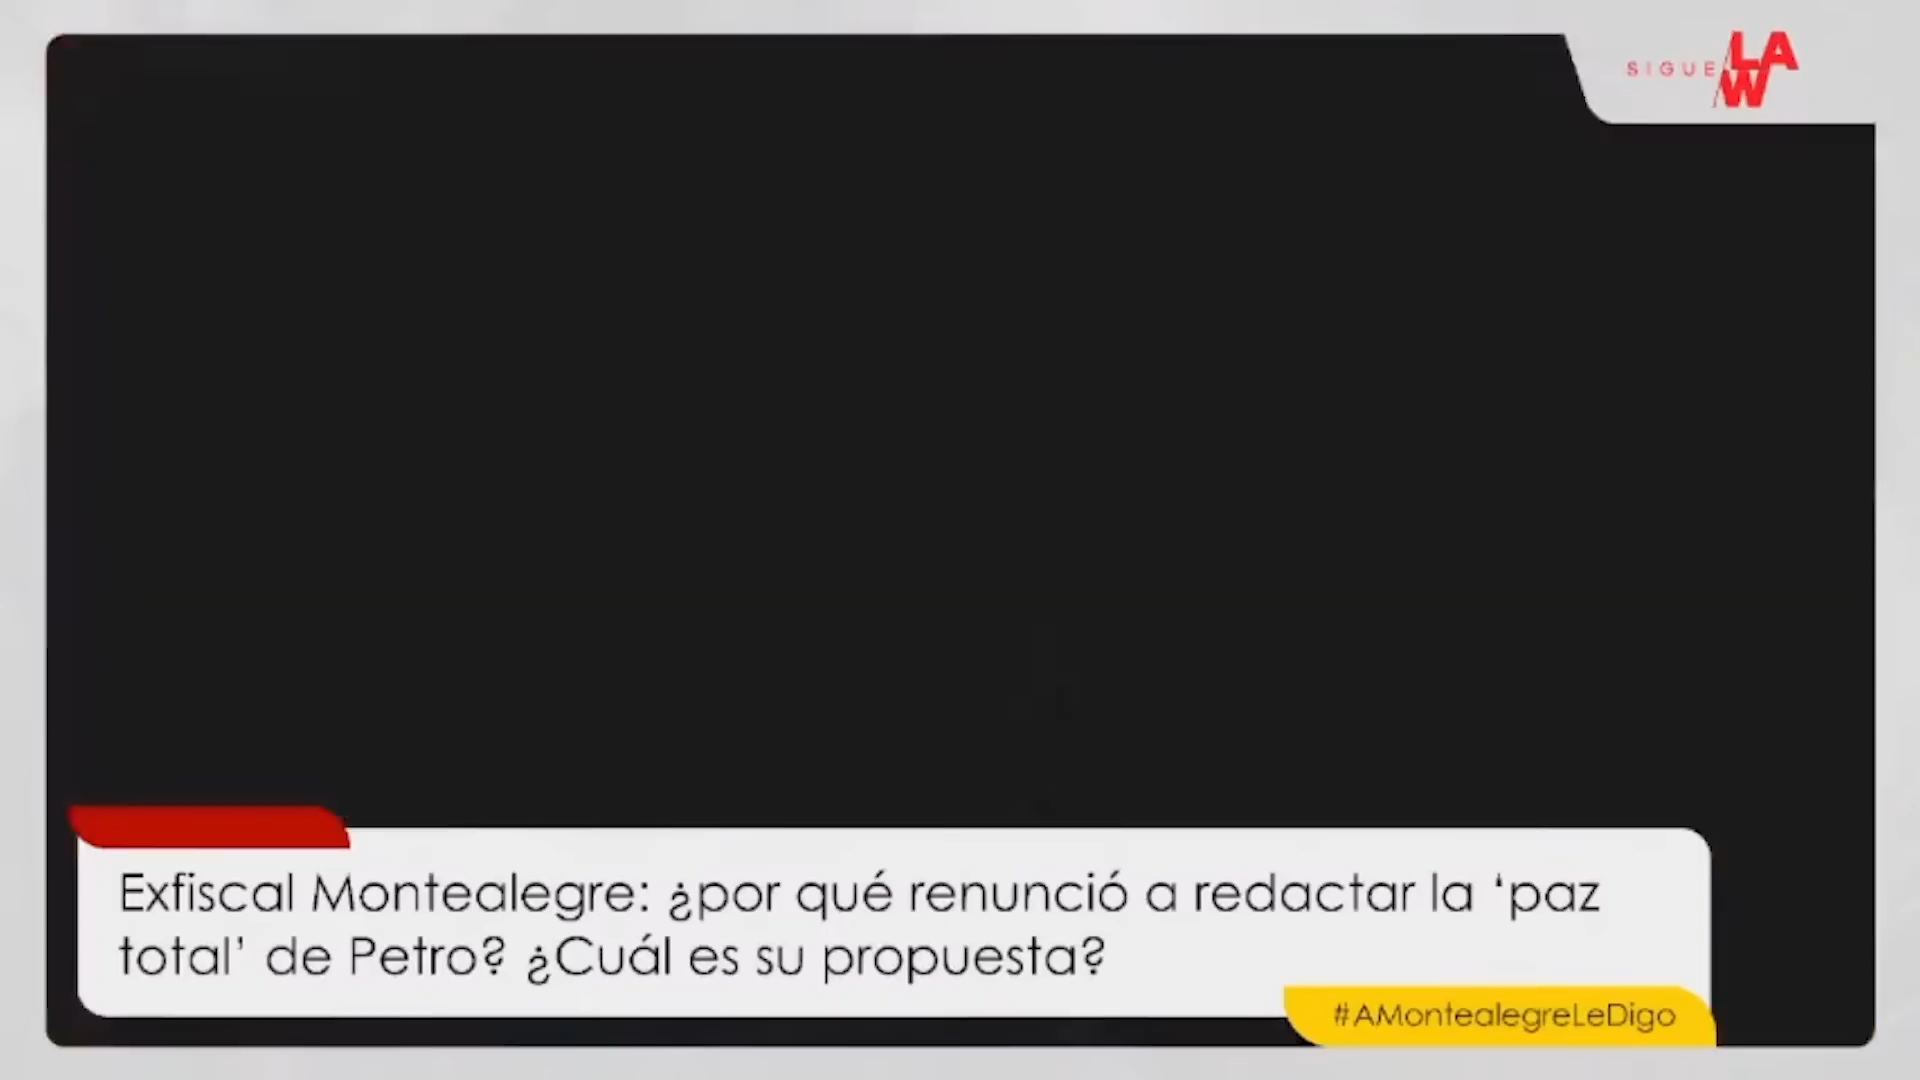 SIGUE LA W
Exfiscal Montealegre: ¿por qué renunció a redactar la ‘paz
total’ de Petro? ¿Cuál es su propuesta?
#AMontealegreLeDigo